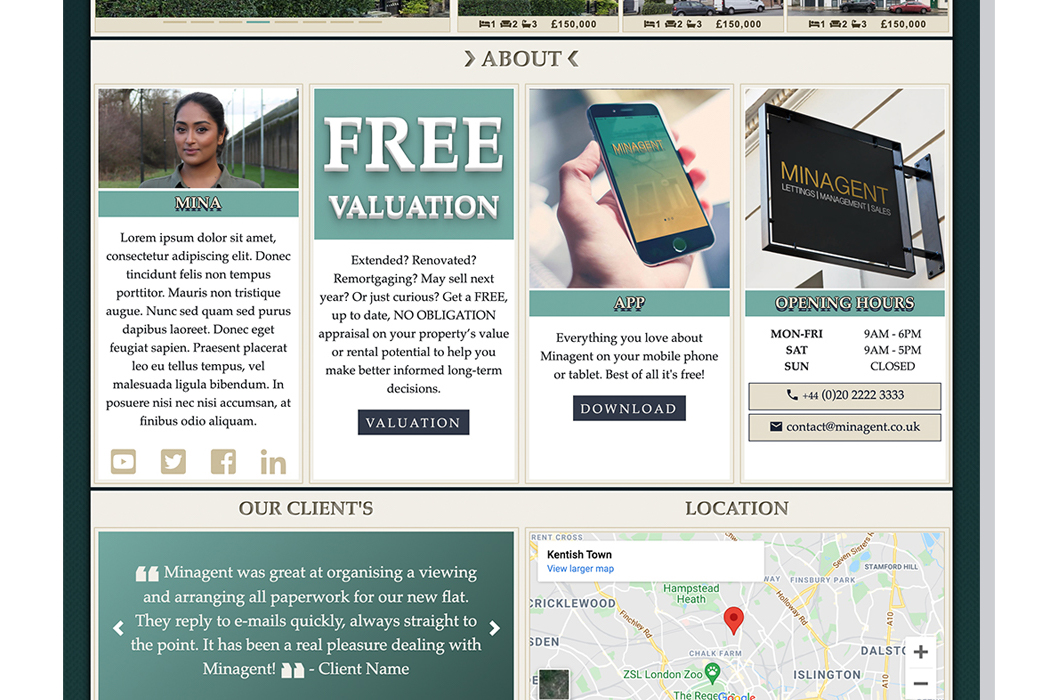 1 2 3 £150,000
1 2 3 £150,000
1 2 3 £150,000
ABOUT
MINA
Lorem ipsum dolor sit amet,
consectetur adipiscing elit. Donec
tincidunt felis non tempus
porttitor. Mauris non tristique
augue. Nunc sed quam sed purus
dapibus laoreet. Donec eget
feugiat sapien. Praesent placerat
leo eu tellus tempus, vel
malesuada ligula bibendum. In
posuere nisi nec nisi accumsan, at
finibus odio aliquam.
FREE
VALUATION
Extended? Renovated?
Remortgaging? May sell next
year? Or just curious? Get a FREE,
up to date, NO OBLIGATION
appraisal on your property’s value
or rental potential to help you
make better informed long-term
decisions.
VALUATION
MINAGENT
APP
Everything you love about
Minagent on your mobile phone
or tablet. Best of all it's free!
DOWNLOAD
MINAGENT
LETTINGS | MANAGEMENT | SALES
OPENING HOURS
MON-FRI 9AM - 6PM
SAT 9AM - 5PM
SUN CLOSED
+44 (0)20 2222 3333
contact@minagent.co.uk
OUR CLIENT'S
❝ Minagent was great at organising a viewing
and arranging all paperwork for our new flat.
They reply to e-mails quickly, always straight to
the point. It has been a real pleasure dealing with
Minagent! ❞ - Client Name
LOCATION
RENT CROSS
Kentish Town
View larger map
WAY
FINSBURY PARK
Seven Sisters R
STAMFORD HILL
Hampstead
Heath
CRICKLEWOOD
Finchley Rd
Holloway Rd
A10
SDEN
CHALK FARM
DALST
ZSL London Zoo
ISLINGTON
A10
The Rege
Google